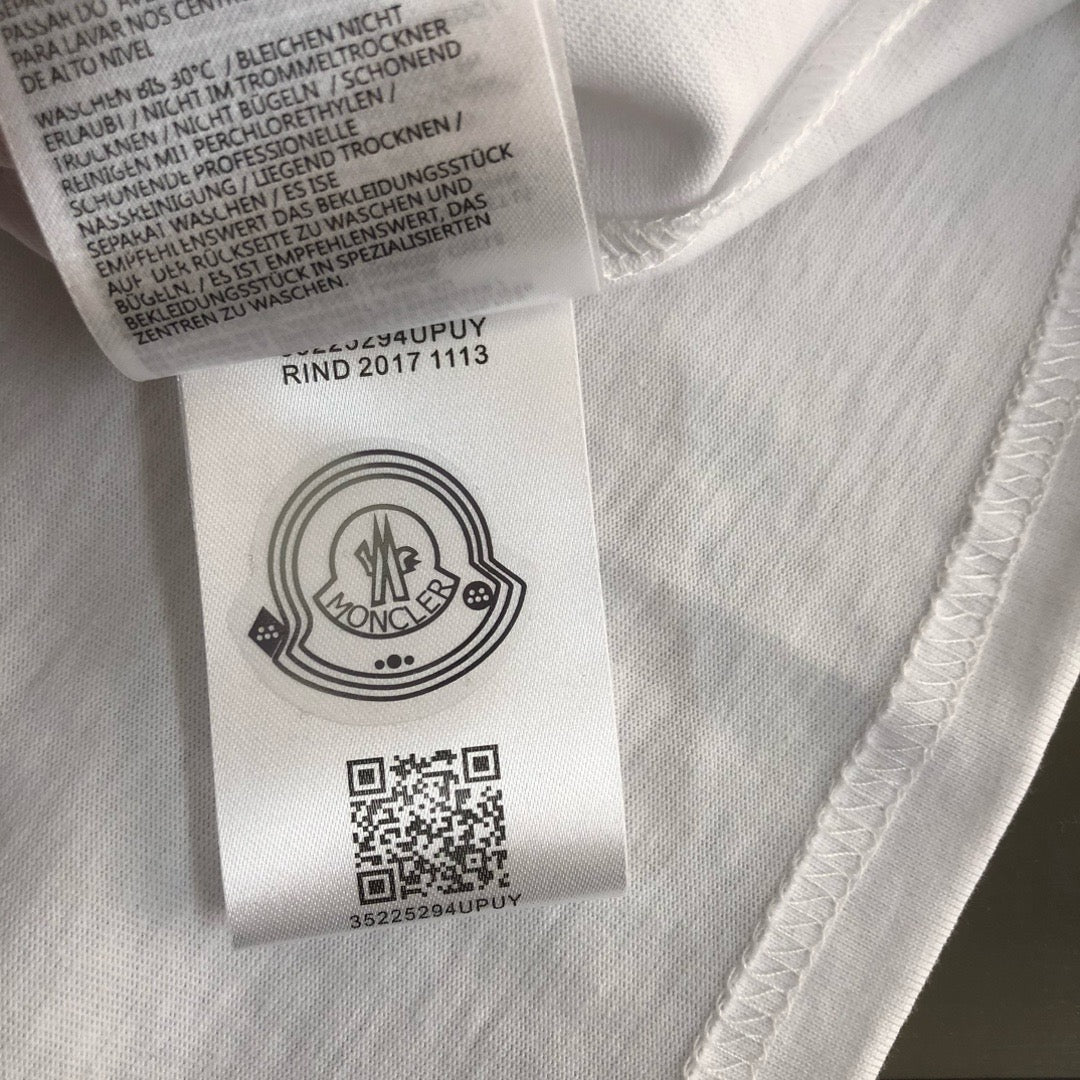 PASSAR DO
PARA LAVAR NOS CENTROS
DE ALTO NIVEL
WASCHEN BIS 30°C / BLEICHEN NICHT
ERLAUBT / NICHT IM TROMMELTROCKNER
TROCKNEN / NICHT BÜGELN / SCHONEND
REINIGEN MIT PERCHLORETHYLEN /
SCHONENDE PROFESSIONELLE
NASSREINIGUNG / LIEGEND TROCKNEN /
SEPARAT WASCHEN / ES ISE
EMPFEHLENSWERT DAS BEKLEIDUNGSSTÜCK
AUF DER RÜCKSEITE ZU WASCHEN UND
BÜGELN. / ES IST EMPFEHLENSWERT, DAS
BEKLEIDUNGSSTÜCK IN SPEZIALISIERTEN
ZENTREN ZU WASCHEN.
35225294UPUY
RIND 2017 1113
MONCLER
35225294UPUY